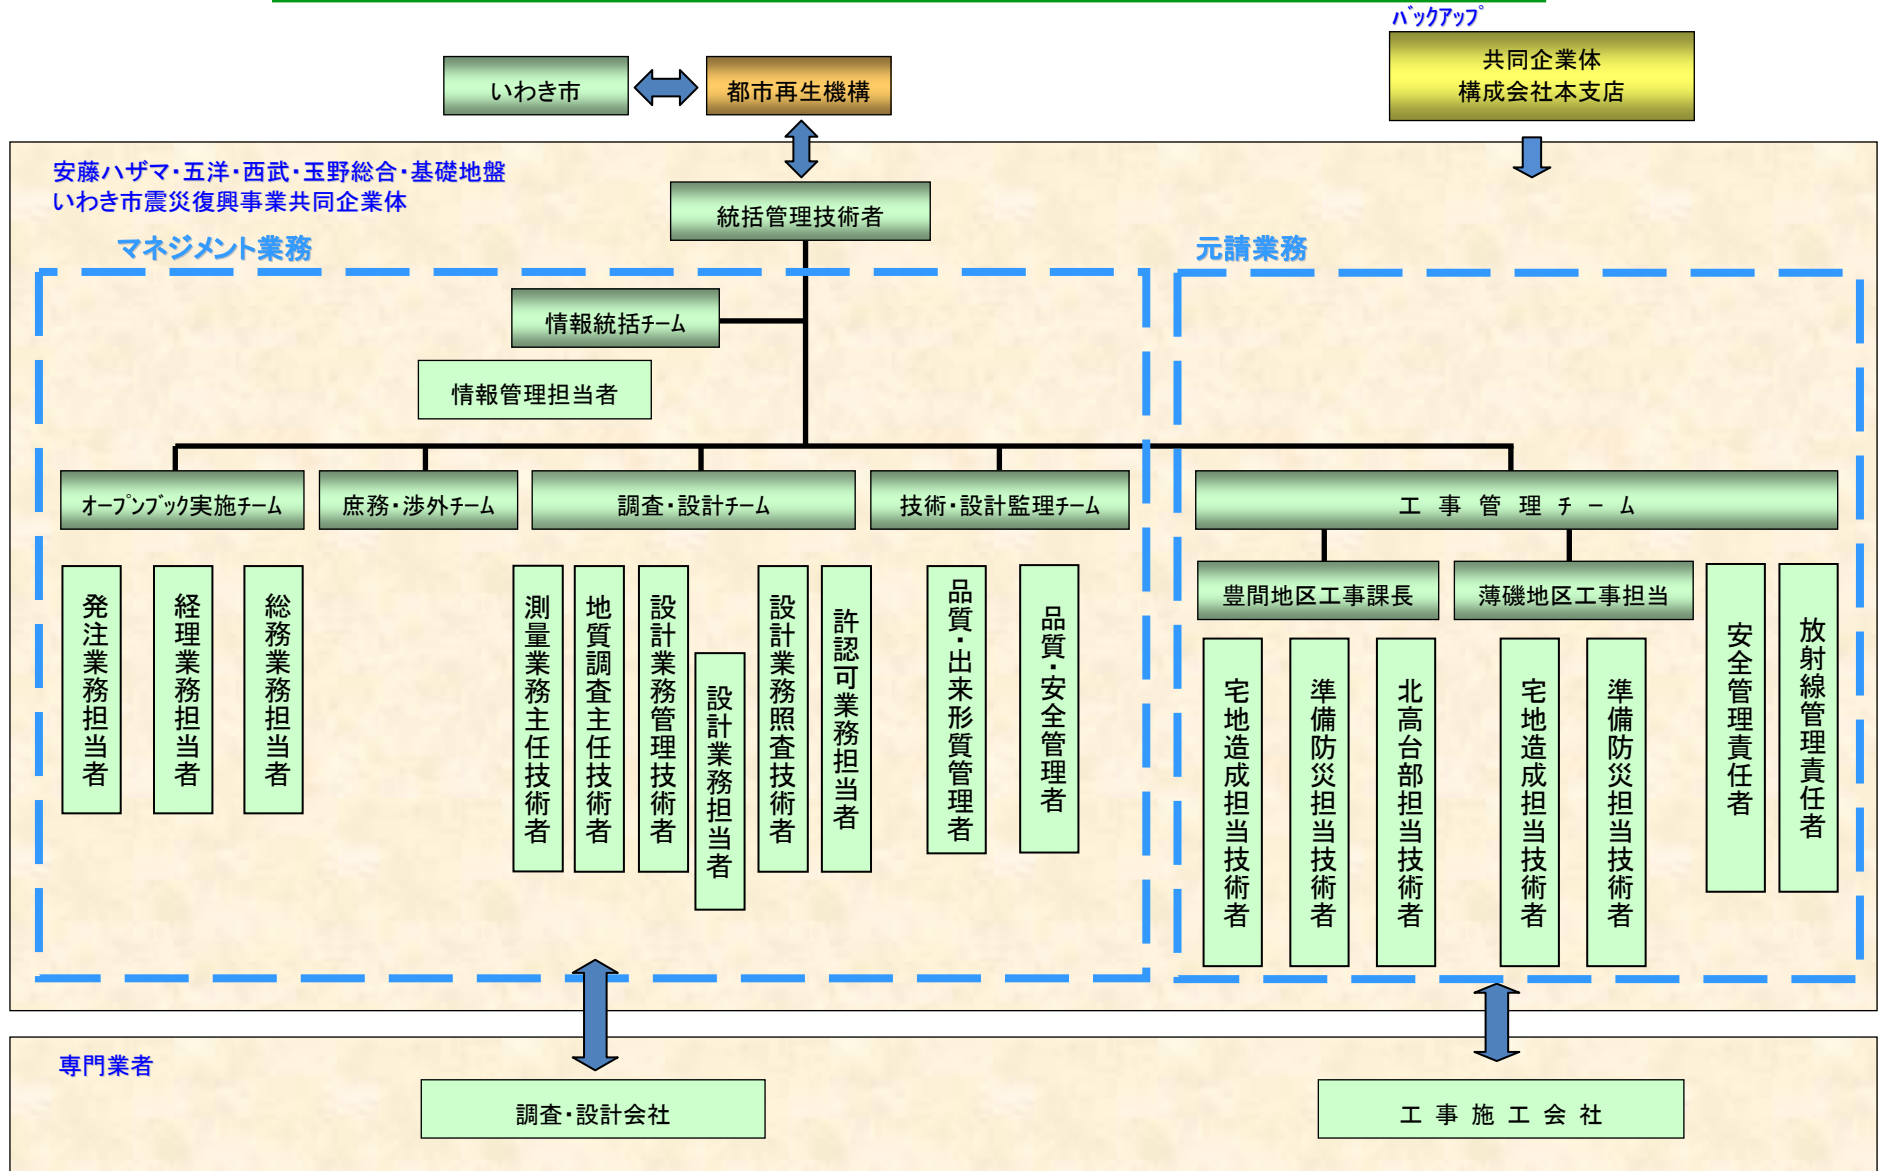 バックアップ
共同企業体
構成会社本支店
いわき市
都市再生機構
安藤ハザマ・五洋・西武・玉野総合・基礎地盤
いわき市震災復興事業共同企業体
統括管理技術者
マネジメント業務
元請業務
情報統括チーム
情報管理担当者
オープンブック実施チーム
庶務・渉外チーム
調査・設計チーム
技術・設計監理チーム
工事管理チーム
豊間地区工事課長
薄磯地区工事担当
発注業務担当者
経理業務担当者
総務業務担当者
測量業務主任技術者
地質調査主任技術者
設計業務管理技術者
設計業務担当者
設計業務照査技術者
許認可業務担当者
品質・出来形質管理者
品質・安全管理者
宅地造成担当技術者
準備防災担当技術者
北高台部担当技術者
宅地造成担当技術者
準備防災担当技術者
安全管理責任者
放射線管理責任者
専門業者
調査・設計会社
工事施工会社